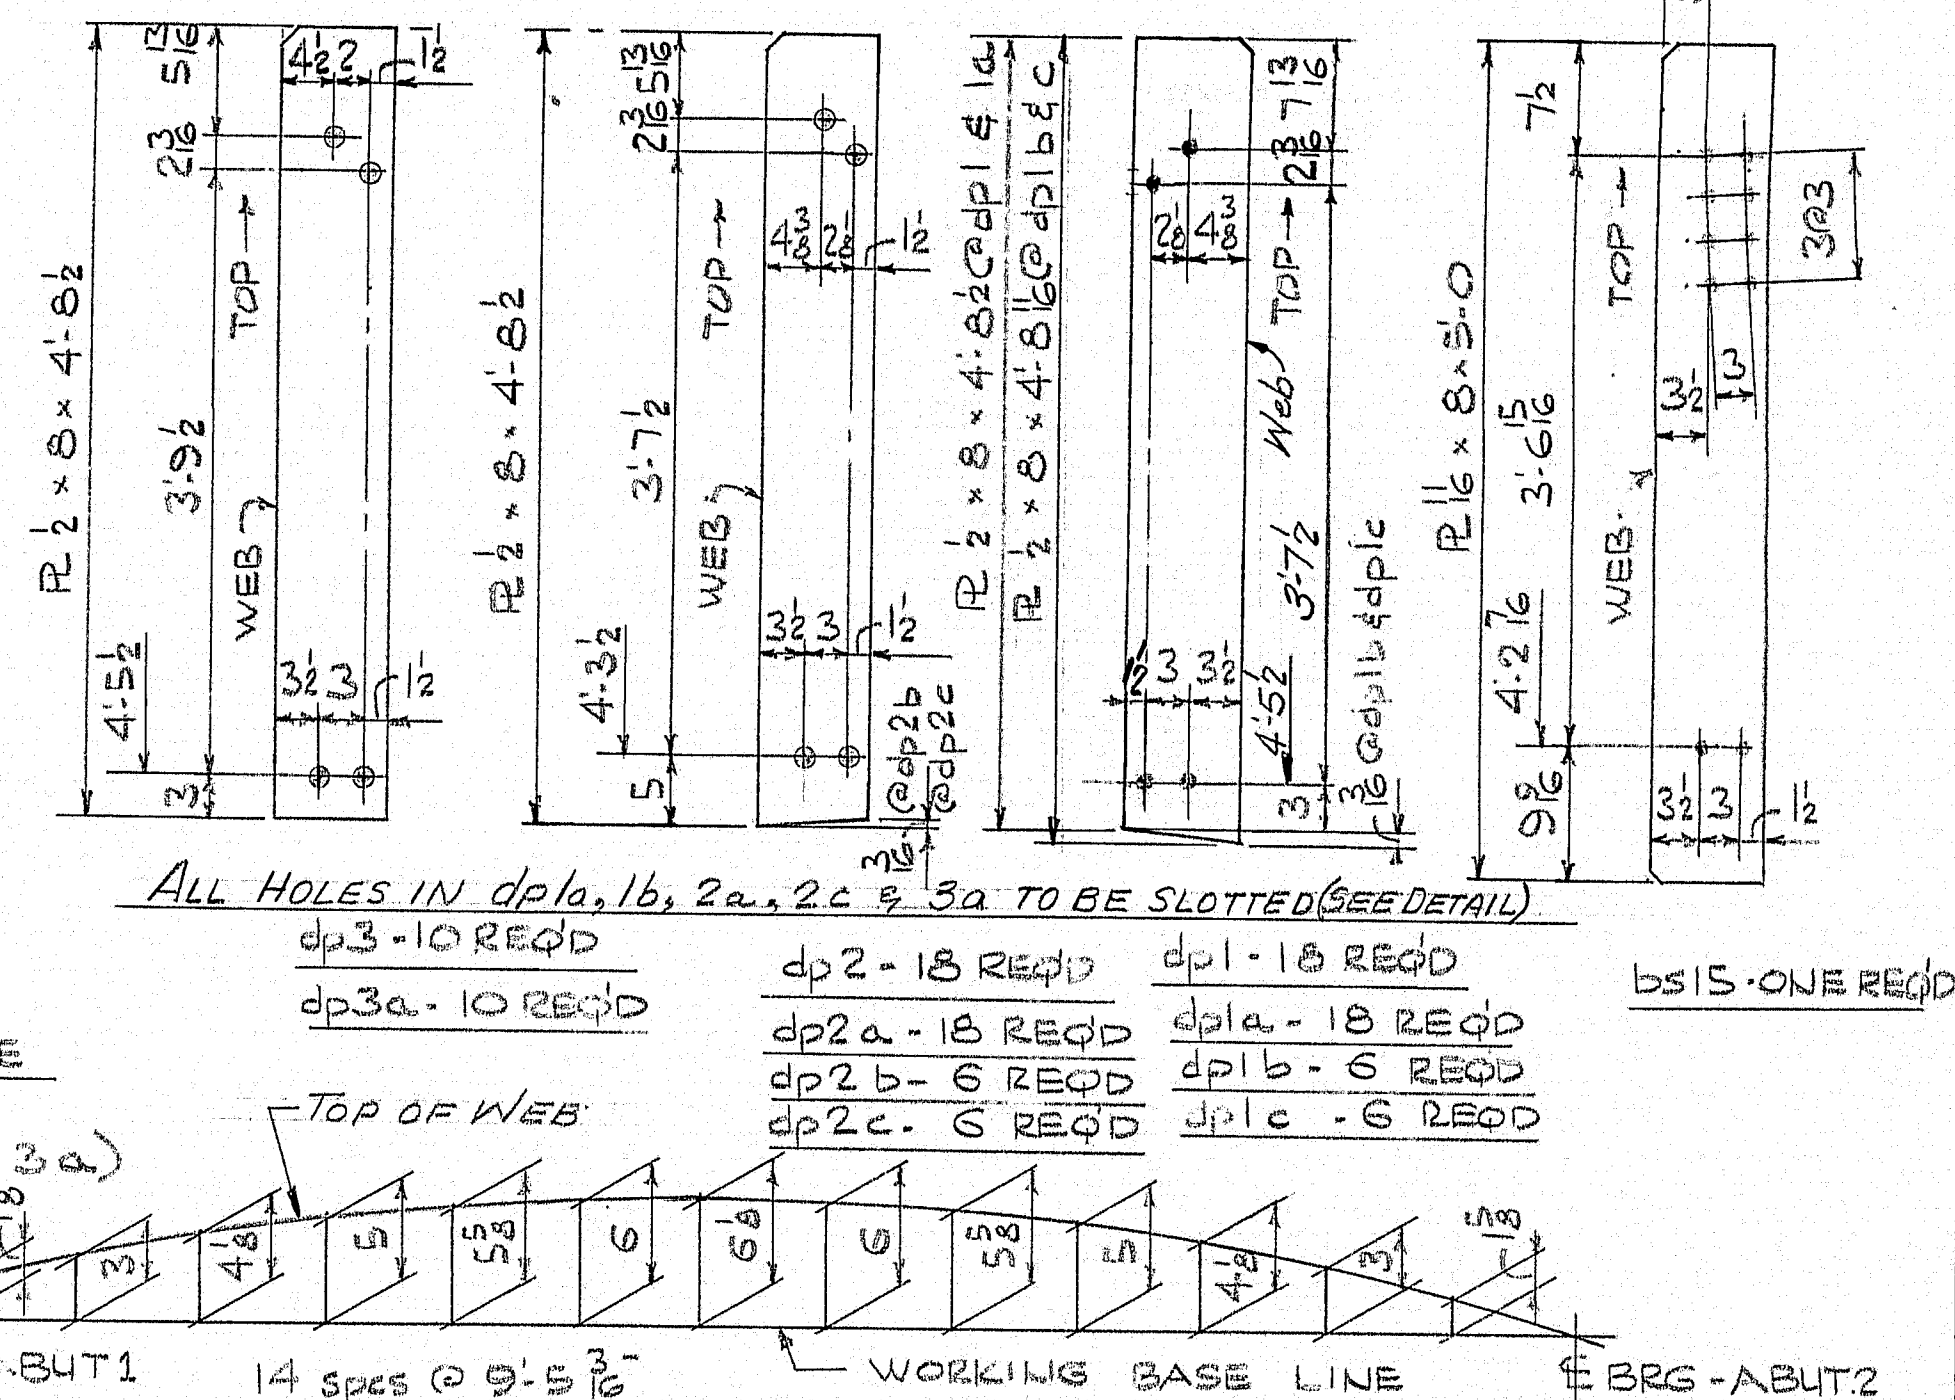 PL 1/2 x 8 x 4'-8 1/2
5 13/16
2 3/16
3'-9 1/2
4'-5 1/2
3
4 1/2 2 1 1/2
TOP →
WEB
3 1/2 3 1 1/2
PL 1/2 x 8 x 4'-8 1/2
5 13/16
2 3/16
3'-7 1/2
4'-3 1/2
5
4 3/8 2 1/8 1 1/2
TOP →
WEB
3 1/2 3 1 1/2
3/16 @dp2b
@dp2c
PL 1/2 x 8 x 4'-8 1/2 @dp1 & 1a
PL 1/2 x 8 x 4'-8 11/16 @dp1b & c
7 13/16
2 3/16
2 1/8 4 3/8
TOP →
Web
3'-7 1/2
4'-5 1/2
3
1 1/2 3 3 1/2
3/16 @dp1b & dp1c
PL 11/16 x 8 x 5'-0
7 1/2
3'-6 15/16
4'-2 7/16
9 9/16
TOP →
WEB
3@3
3 1/2 3
3 1/2 3 1 1/2
ALL HOLES IN dp1a, 1b, 2a, 2c & 3a TO BE SLOTTED (SEE DETAIL)
dp3 - 10 REQ'D
dp3a - 10 REQ'D
dp2 - 18 REQ'D
dp2a - 18 REQ'D
dp2b - 6 REQ'D
dp2c - 6 REQ'D
dp1 - 18 REQ'D
dp1a - 18 REQ'D
dp1b - 6 REQ'D
dp1c - 6 REQ'D
bs15 - ONE REQ'D
E
3a)
TOP OF WEB
3 4 1/8 5 5 5/8 6 6 1/8 6 5 5/8 5 4 1/8 3 1-5/8
ABUT 1
14 spcs @ 9'-5 3/16-
WORKING BASE LINE
℄ BRG - ABUT 2